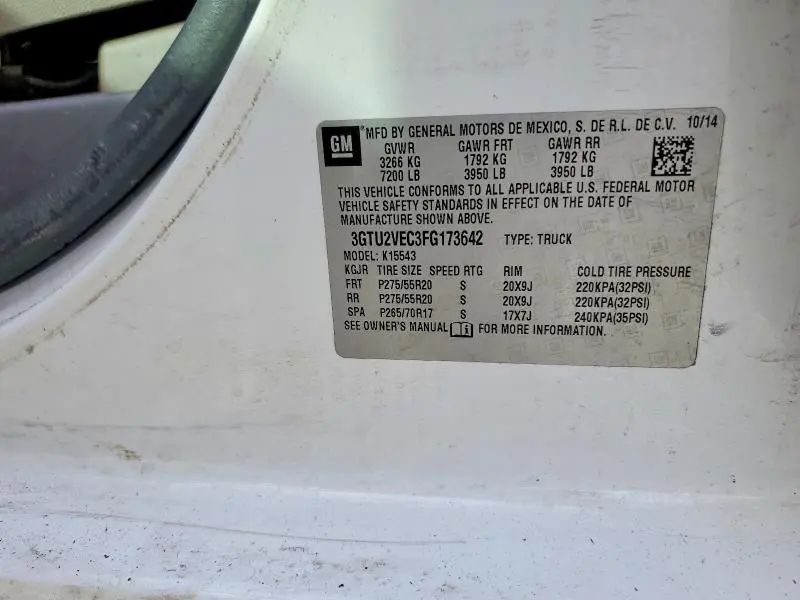 GM ® MFD BY GENERAL MOTORS DE MEXICO, S. DE R.L. DE C.V. 10/14
GVWR GAWR FRT GAWR RR
3266 KG 1792 KG 1792 KG
7200 LB 3950 LB 3950 LB
THIS VEHICLE CONFORMS TO ALL APPLICABLE U.S. FEDERAL MOTOR
VEHICLE SAFETY STANDARDS IN EFFECT ON THE DATE OF
MANUFACTURE SHOWN ABOVE.
3GTU2VEC3FG173642 TYPE: TRUCK
MODEL: K15543
KGJR TIRE SIZE SPEED RTG RIM COLD TIRE PRESSURE
FRT P275/55R20 S 20X9J 220KPA(32PSI)
RR P275/55R20 S 20X9J 220KPA(32PSI)
SPA P265/70R17 S 17X7J 240KPA(35PSI)
SEE OWNER'S MANUAL FOR MORE INFORMATION.